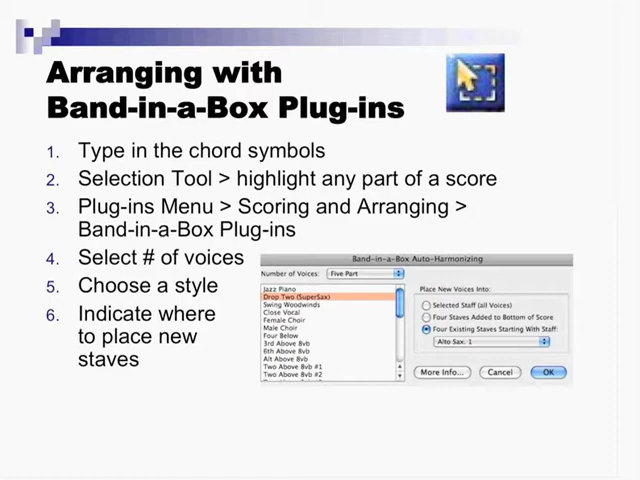 Arranging with
Band-in-a-Box Plug-ins
1. Type in the chord symbols
2. Selection Tool > highlight any part of a score
3. Plug-ins Menu > Scoring and Arranging >
Band-in-a-Box Plug-ins
4. Select # of voices
5. Choose a style
6. Indicate where
to place new
staves
Band-in-a-Box Auto-Harmonizing
Number of Voices: Five Part
Jazz Piano
Drop Two (SuperSax)
Swing Woodwinds
Close Vocal
Female Choir
Male Choir
Four Below
3rd Above 8vb
6th Above 8vb
Alt Above 8vb
Two Above 8vb #1
Two Above 8vb #2
Place New Voices Into:
Selected Staff (all Voices)
Four Staves Added to Bottom of Score
Four Existing Staves Starting With Staff:
Alto Sax. 1
More Info...
Cancel
OK